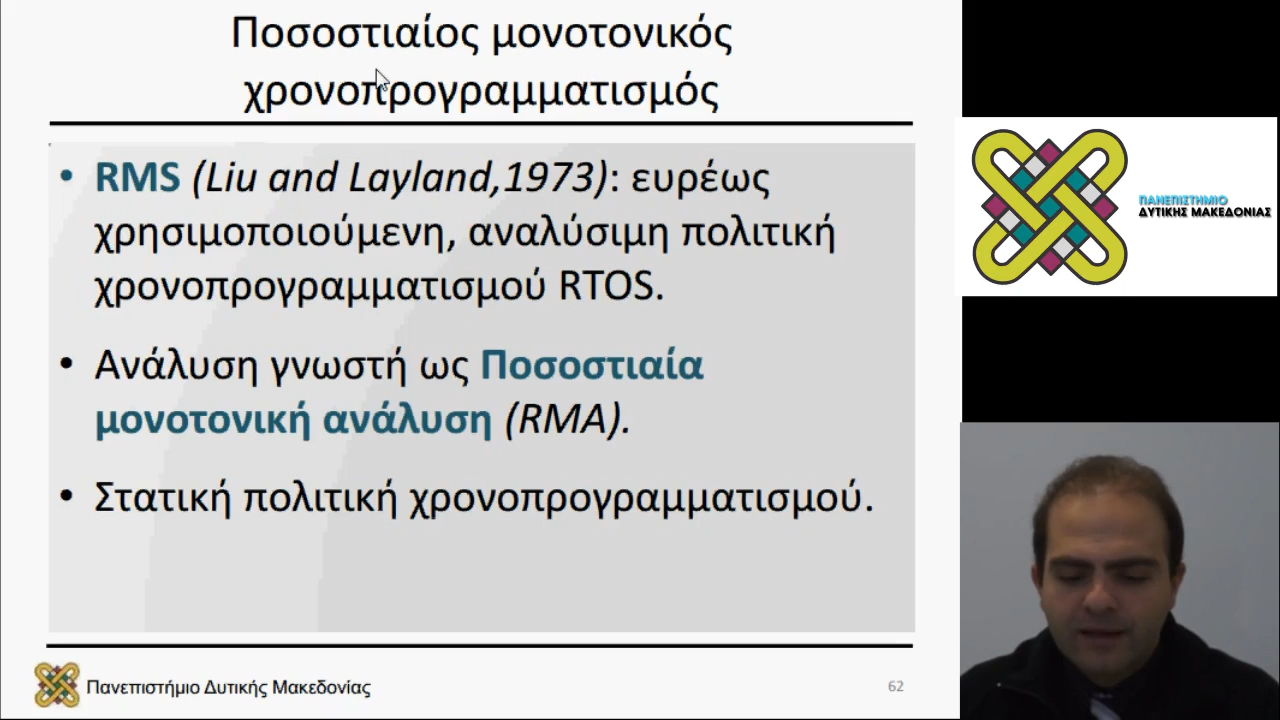 Ποσοστιαίος μονοτονικός
χρονοπρογραμματισμός
• RMS (Liu and Layland,1973): ευρέως
χρησιμοποιούμενη, αναλύσιμη πολιτική
χρονοπρογραμματισμού RTOS.
• Ανάλυση γνωστή ως Ποσοστιαία
μονοτονική ανάλυση (RMA).
• Στατική πολιτική χρονοπρογραμματισμού.
Πανεπιστήμιο Δυτικής Μακεδονίας
62
ΠΑΝΕΠΙΣΤΗΜΙΟ
ΔΥΤΙΚΗΣ ΜΑΚΕΔΟΝΙΑΣ